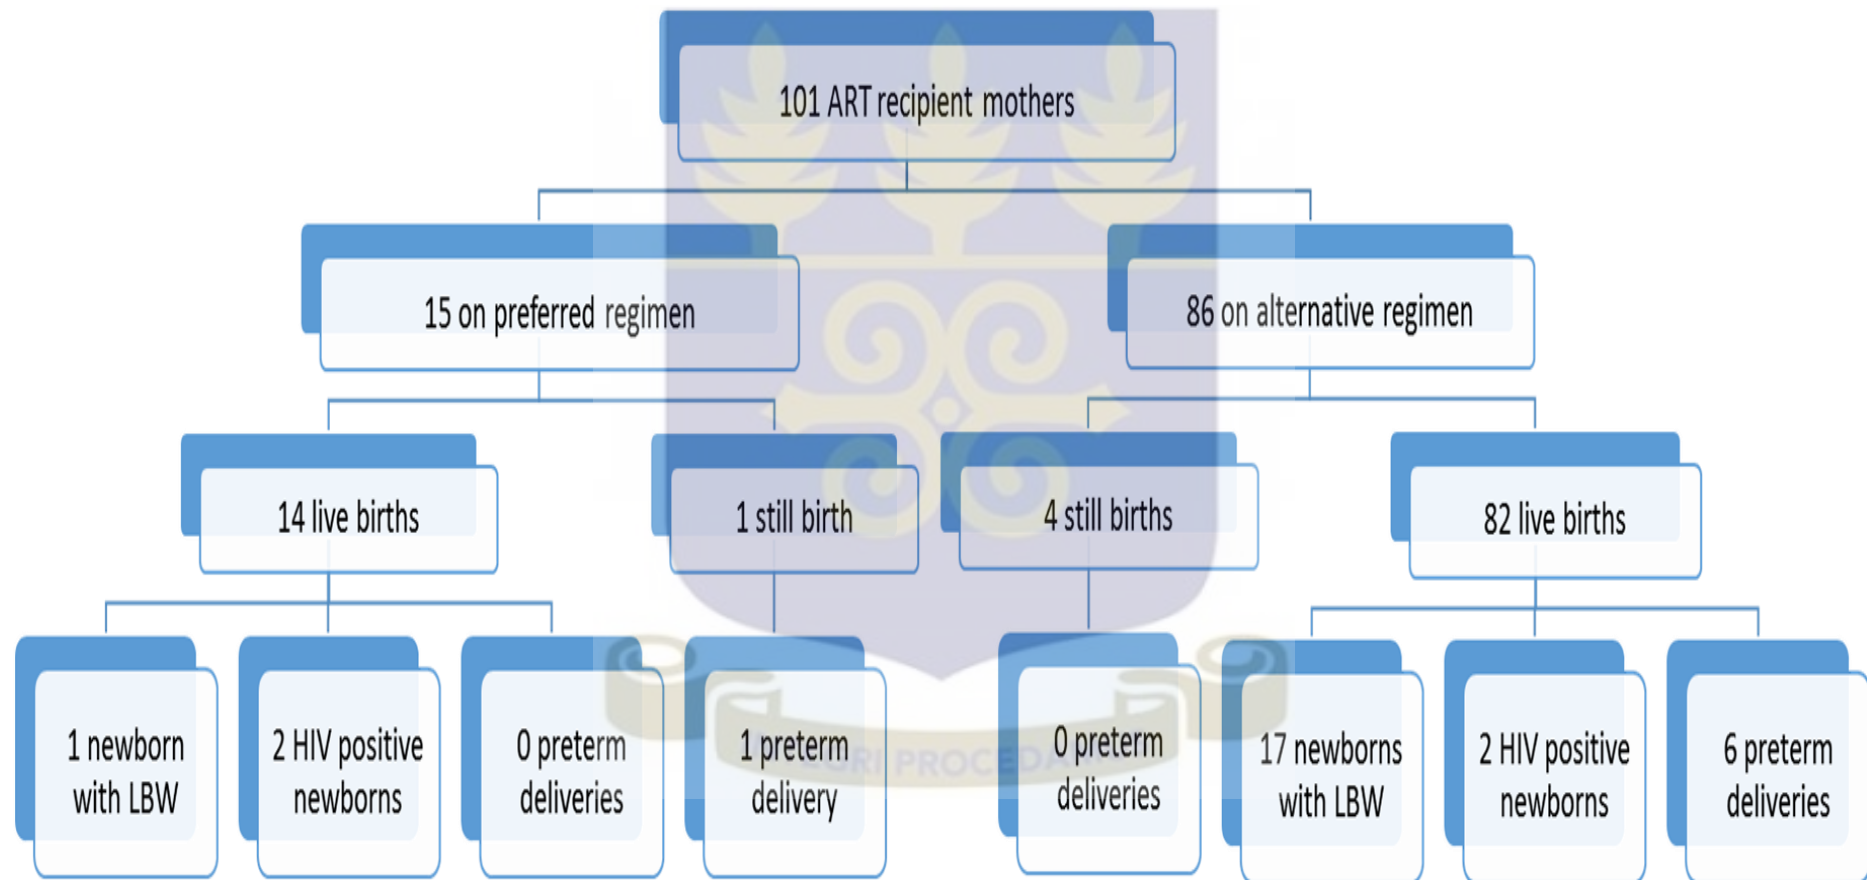 101 ART recipient mothers
15 on preferred regimen
86 on alternative regimen
14 live births
1 still birth
4 still births
82 live births
1 newborn
with LBW
2 HIV positive
newborns
0 preterm
deliveries
1 preterm
delivery
0 preterm
deliveries
17 newborns
with LBW
2 HIV positive
newborns
6 preterm
deliveries
PROCEDA